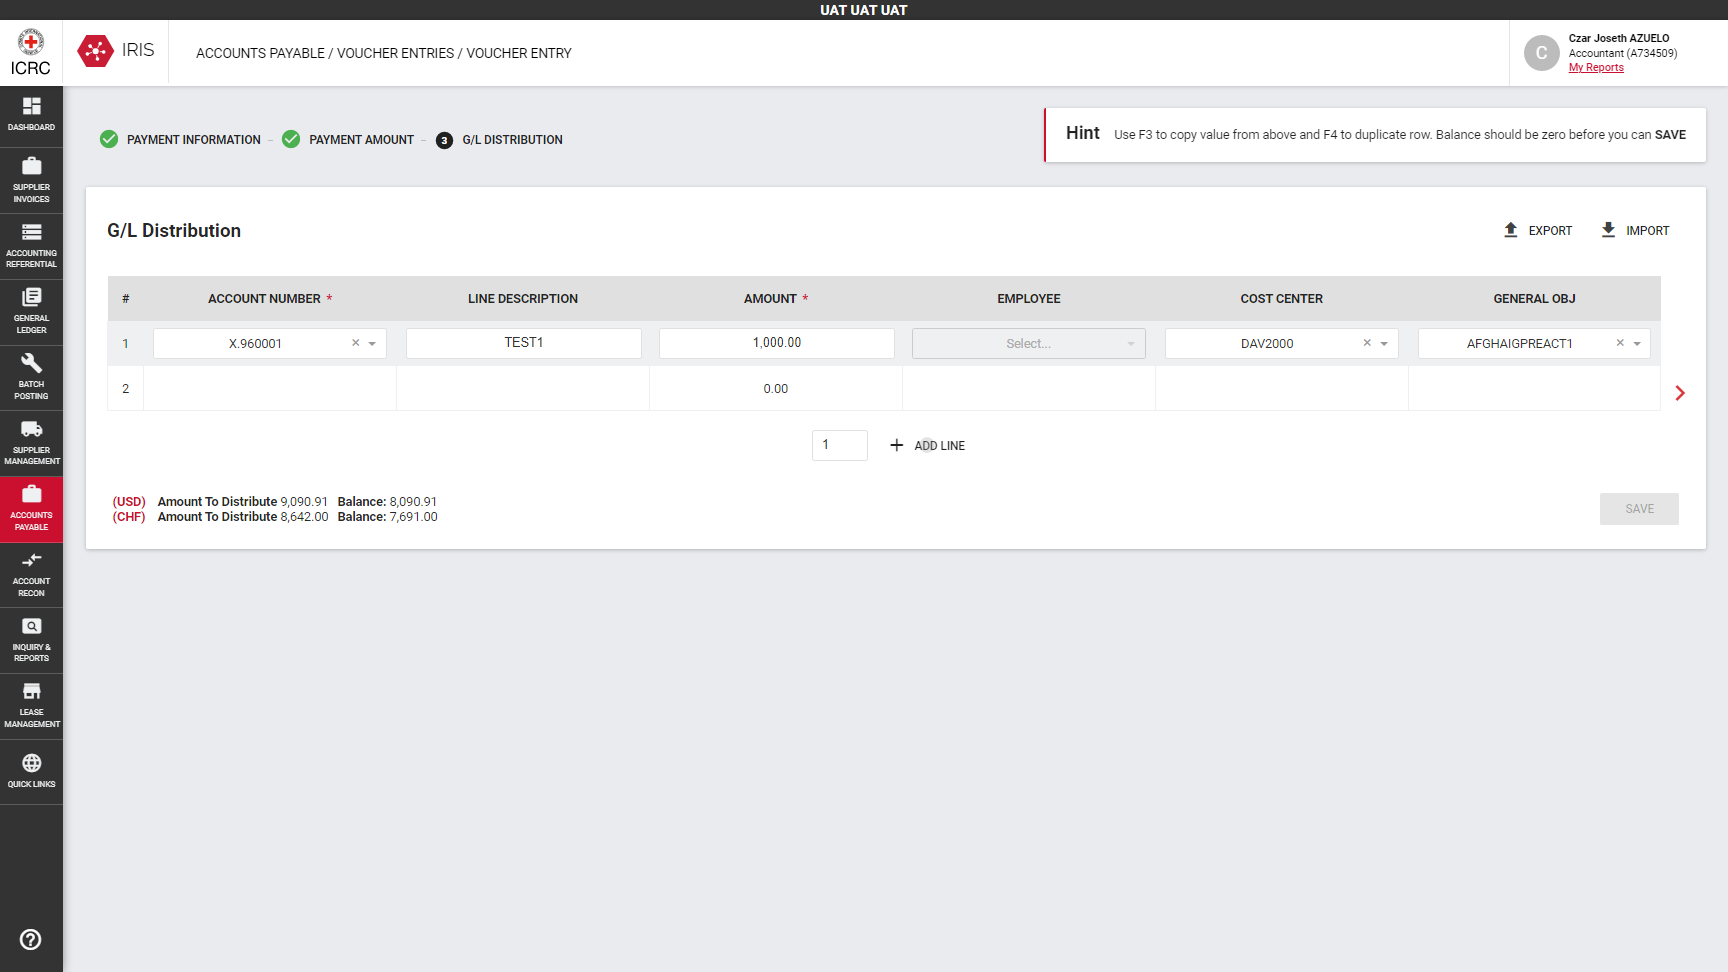 UAT UAT UAT
ICRC
IRIS
ACCOUNTS PAYABLE / VOUCHER ENTRIES / VOUCHER ENTRY
C
Czar Joseth AZUELO
Accountant (A734509)
My Reports
DASHBOARD
SUPPLIER
INVOICES
ACCOUNTING
REFERENTIAL
GENERAL
LEDGER
BATCH
POSTING
SUPPLIER
MANAGEMENT
ACCOUNTS
PAYABLE
ACCOUNT
RECON
INQUIRY &
REPORTS
LEASE
MANAGEMENT
QUICK LINKS
PAYMENT INFORMATION – PAYMENT AMOUNT – 3 G/L DISTRIBUTION
Hint Use F3 to copy value from above and F4 to duplicate row. Balance should be zero before you can SAVE
G/L Distribution
EXPORT
IMPORT
# ACCOUNT NUMBER * LINE DESCRIPTION AMOUNT * EMPLOYEE COST CENTER GENERAL OBJ
1 X.960001 TEST1 1,000.00 Select... DAV2000 AFGHAIGPREACT1
2 0.00
1 + ADD LINE
(USD) Amount To Distribute 9,090.91 Balance: 8,090.91
(CHF) Amount To Distribute 8,642.00 Balance: 7,691.00
SAVE